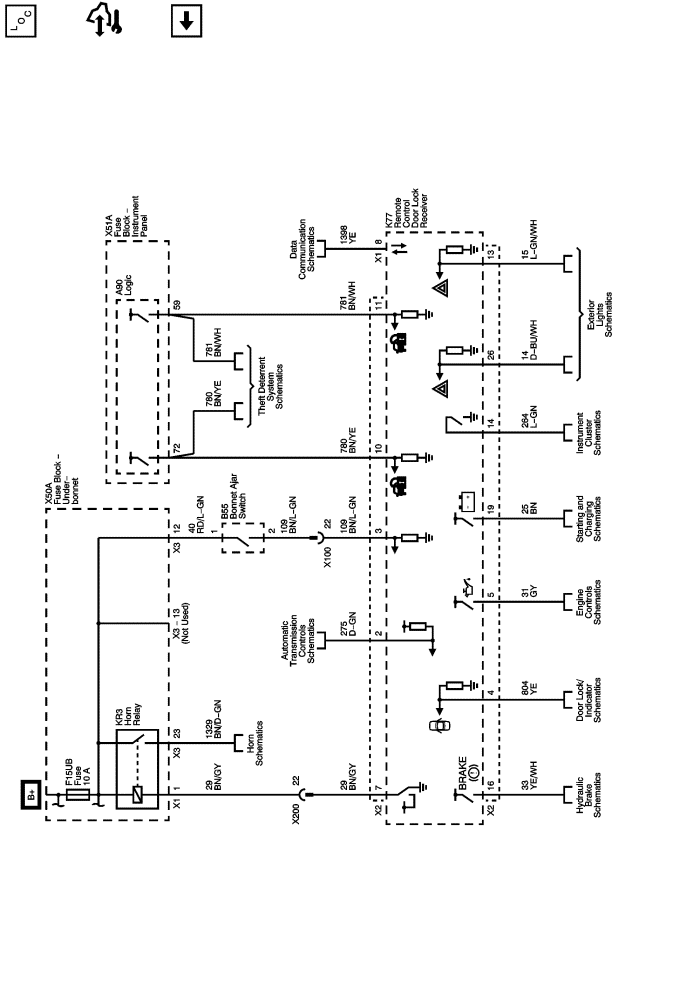 L
O
C
B+
X50A
Fuse Block –
Under–
bonnet
F15UB
Fuse
10 A
KR3
Horn
Relay
X1
1
X3
23
X3 – 13
(Not Used)
X3
12
29
BN/GY
1329
BN/D–GN
Horn
Schematics
40
RD/L–GN
1
B55
Bonnet Ajar
Switch
2
109
BN/L–GN
22
X100
109
BN/L–GN
3
X200
22
29
BN/GY
X2
7
X51A
Fuse
Block –
Instrument
Panel
A90
Logic
72
59
780
BN/YE
781
BN/WH
Theft Deterrent
System
Schematics
780
BN/YE
10
781
BN/WH
11
Automatic
Transmission
Controls
Schematics
275
D–GN
2
Data
Communication
Schematics
1398
YE
X1
8
K77
Remote
Control
Door Lock
Receiver
BRAKE
X2
16
33
YE/WH
Hydraulic
Brake
Schematics
4
804
YE
Door Lock/
Indicator
Schematics
5
31
GY
Engine
Controls
Schematics
19
25
BN
Starting and
Charging
Schematics
14
264
L–GN
Instrument
Cluster
Schematics
26
14
D–BU/WH
13
15
L–GN/WH
Exterior
Lights
Schematics